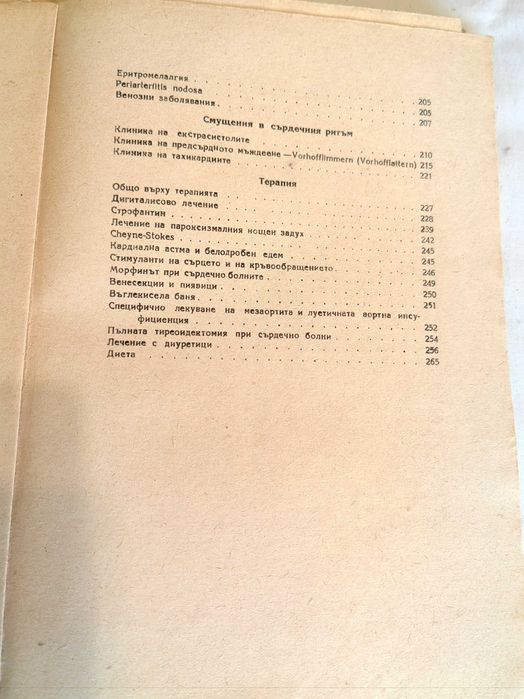 Еритромелалгия . . . . . . . . . . . . . . . 205
Periarteriitis nodosa . . . . . . . . . . . . . . . 205
Венозни заболявания . . . . . . . . . . . . . . . 207
Смущения в сърдечния ритъм
Клиника на екстрасистолите . . . . . . . . . . . . . 210
Клиника на предсърдното мъждеене—Vorhofflimmern (Vorhofflattern) 215
Клиника на тахикардиите . . . . . . . . . . . . . 221
Терапия
Общо върху терапията . . . . . . . . . . . . . 227
Дигиталисово лечение . . . . . . . . . . . . . 228
Строфантин . . . . . . . . . . . . . . . 239
Лечение на пароксизмалния нощен задух . . . . . . . . . 242
Cheyne-Stokes . . . . . . . . . . . . . . . 245
Кардиална астма и белодробен едем . . . . . . . . . . 245
Стимуланти на сърцето и на кръвообращението . . . . . . . 246
Морфинът при сърдечно болните . . . . . . . . . . . 249
Венесекции и пиявици . . . . . . . . . . . . . 250
Въглекисела баня . . . . . . . . . . . . . . 251
Специфично лекуване на мезаортита и луетичната аортна инсу-
фициенция . . . . . . . . . . . . . . 252
Пълната тиреоидектомия при сърдечно болни . . . . . . . 254
Лечение с диуретици . . . . . . . . . . . . . 256
Диета . . . . . . . . . . . . . . . . 265